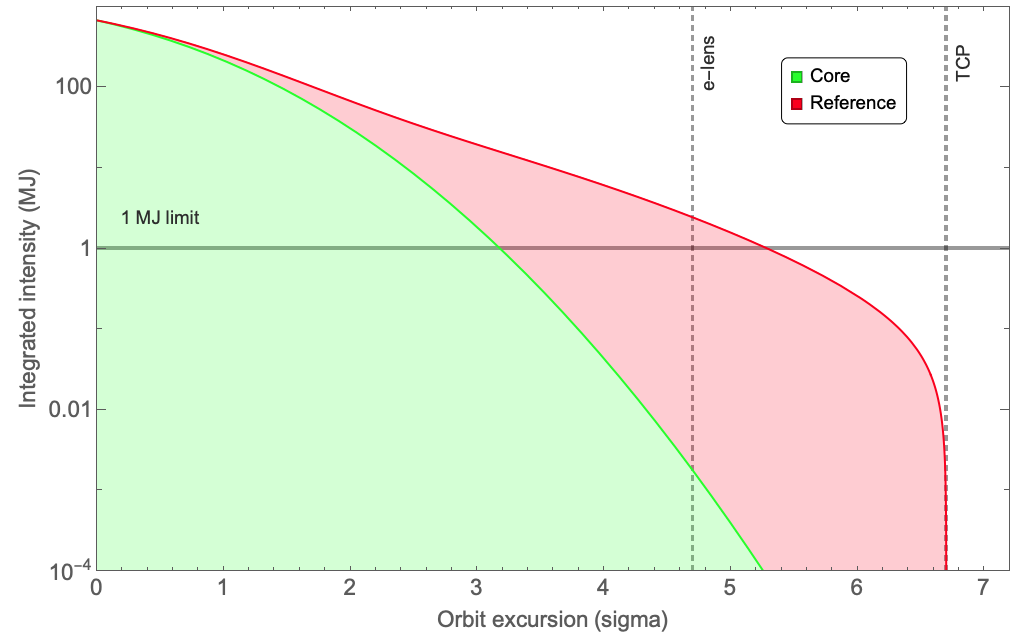 e-lens
TCP
Core
Reference
1 MJ limit
Integrated intensity (MJ)
100
1
0.01
10⁻⁴
0 1 2 3 4 5 6 7
Orbit excursion (sigma)